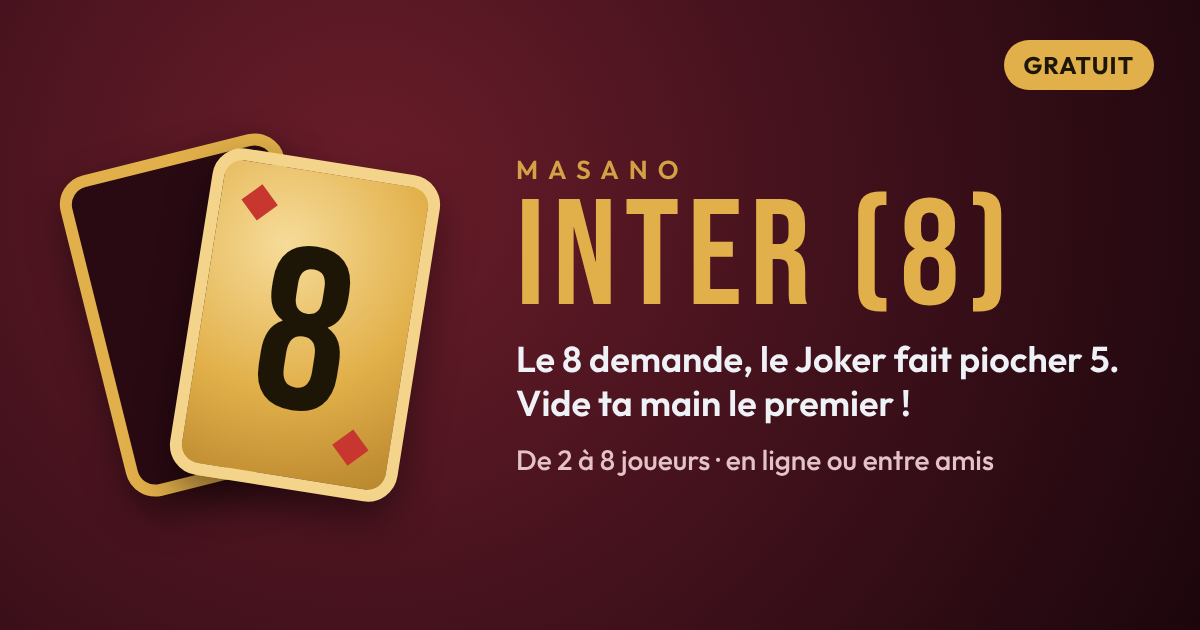 GRATUIT
MASANO
INTER (8)
8
Le 8 demande, le Joker fait piocher 5.
Vide ta main le premier !
De 2 à 8 joueurs · en ligne ou entre amis